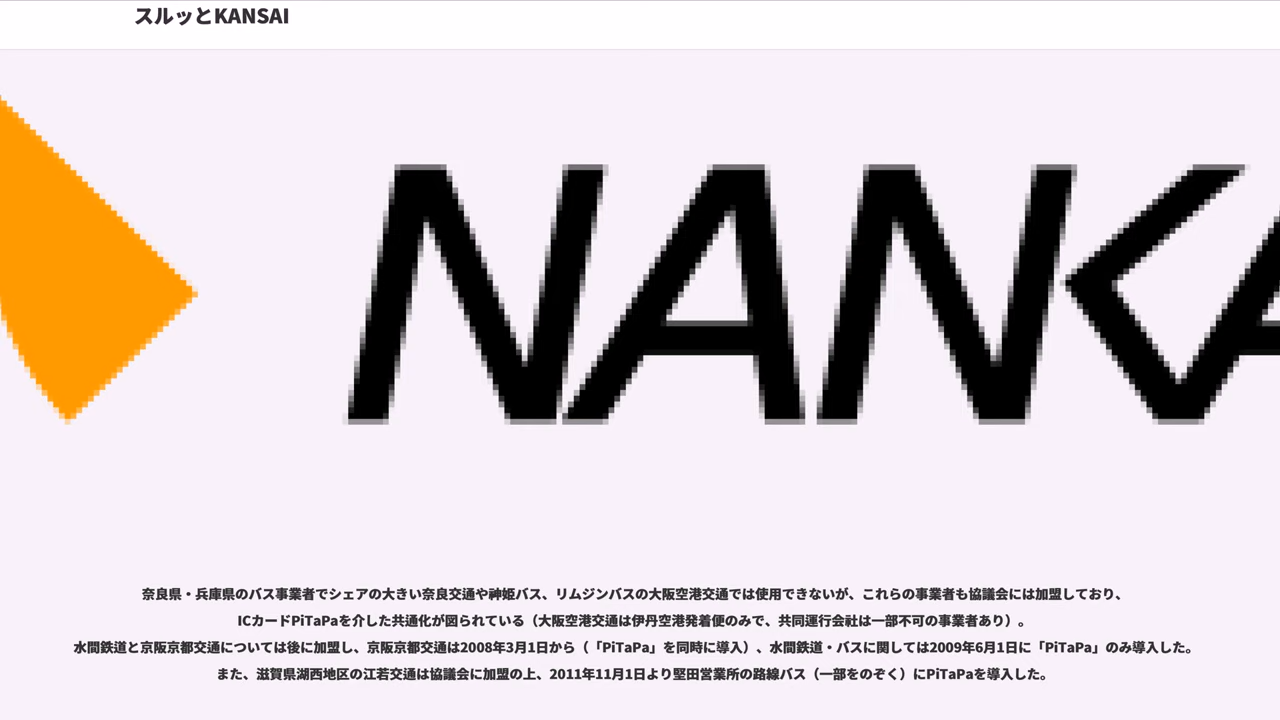 スルッとKANSAI
NANKA
奈良県・兵庫県のバス事業者でシェアの大きい奈良交通や神姫バス、リムジンバスの大阪空港交通では使用できないが、これらの事業者も協議会には加盟しており、
ICカードPiTaPaを介した共通化が図られている（大阪空港交通は伊丹空港発着便のみで、共同運行会社は一部不可の事業者あり）。
水間鉄道と京阪京都交通については後に加盟し、京阪京都交通は2008年3月1日から（「PiTaPa」を同時に導入）、水間鉄道・バスに関しては2009年6月1日に「PiTaPa」のみ導入した。
また、滋賀県湖西地区の江若交通は協議会に加盟の上、2011年11月1日より堅田営業所の路線バス（一部をのぞく）にPiTaPaを導入した。